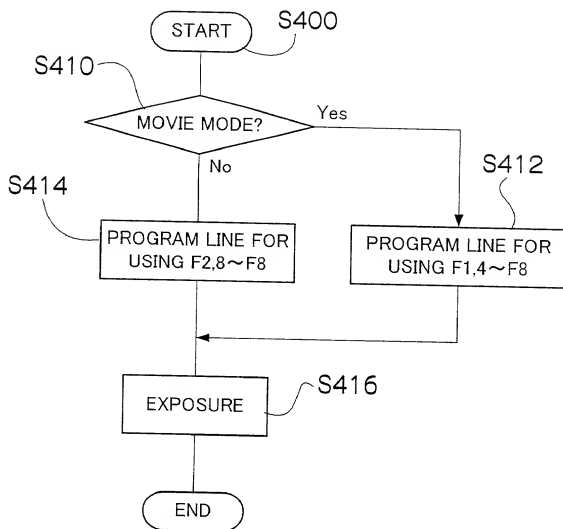 START
S400
S410
MOVIE MODE?
Yes
No
S414
S412
PROGRAM LINE FOR
USING F2,8～F8
PROGRAM LINE FOR
USING F1,4～F8
EXPOSURE
S416
END